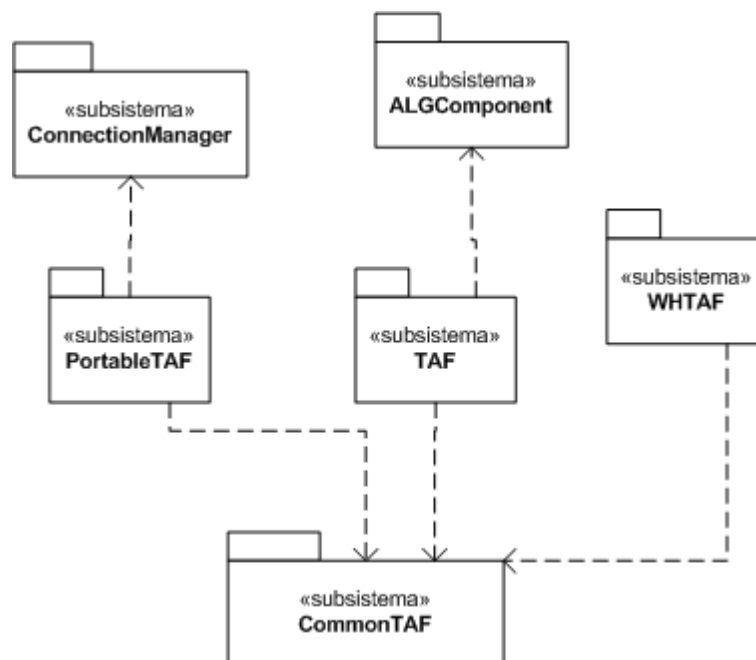 «subsistema»
ConnectionManager
«subsistema»
ALGComponent
«subsistema»
WHTAF
«subsistema»
PortableTAF
«subsistema»
TAF
«subsistema»
CommonTAF